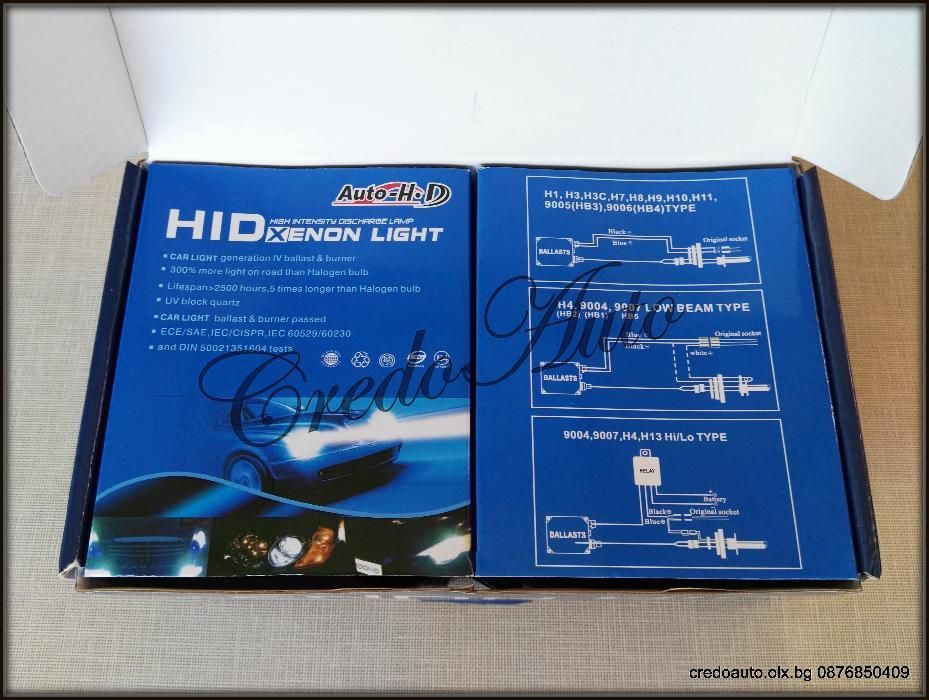 Auto=HiD
HID HIGH INTENSITY DISCHARGE LAMP
XENON LIGHT
CAR LIGHT generation IV ballast & burner
300% more light on road than Halogen bulb
Lifespan>2500 hours,5 times longer than Halogen bulb
UV block quartz
CAR LIGHT ballast & burner passed
ECE/SAE,IEC/CISPR,IEC 60529/60230
and DIN 50021351604 tests
H1, H3,H3C,H7,H8,H9,H10,H11,
9005(HB3),9006(HB4)TYPE
Black⊖
Blue⊕
Original socket
BALLASTS
H4, 9004, 9007 LOW BEAM TYPE
(HB2) (HB1) HB5
Blue⊕
Black⊖
Original socket
white⊕
BALLASTS
9004,9007,H4,H13 Hi/Lo TYPE
RELAY
Battery
Black⊖
Original socket
Blue⊕
BALLASTS
Credo Auto
credoauto.olx.bg 0876850409